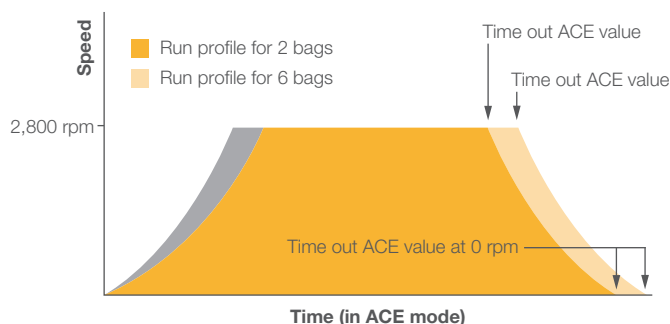 Speed
Run profile for 2 bags
Run profile for 6 bags
Time out ACE value
Time out ACE value
2,800 rpm
Time out ACE value at 0 rpm
Time (in ACE mode)